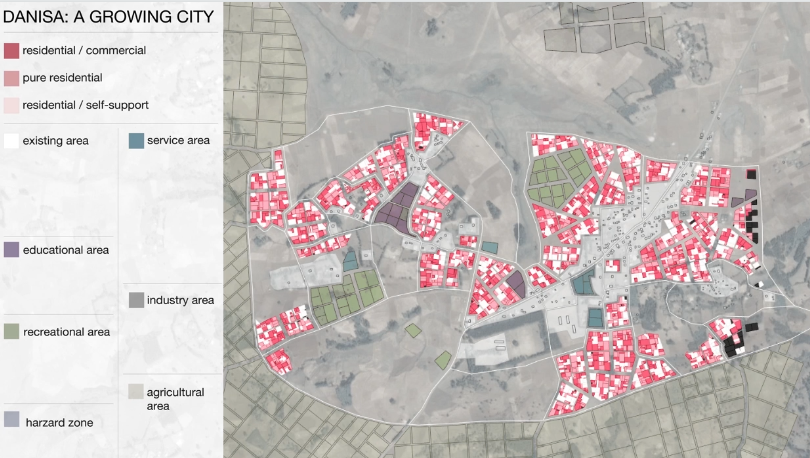 DANISA: A GROWING CITY
residential / commercial
pure residential
residential / self-support
existing area
service area
educational area
industry area
recreational area
agricultural
area
harzard zone